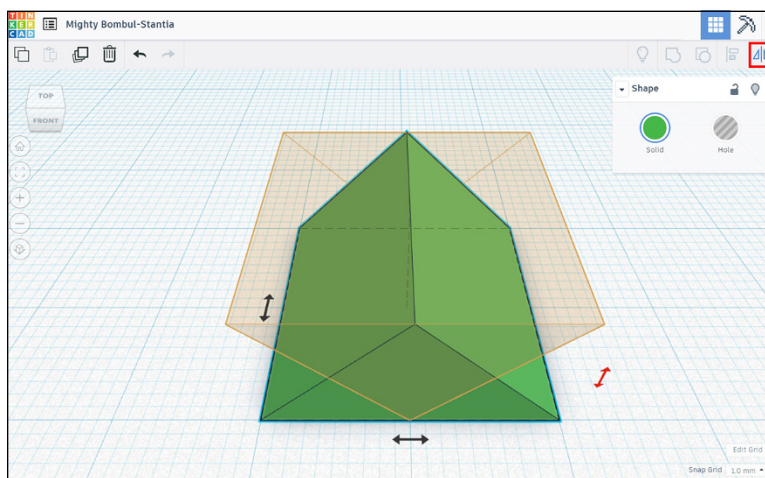 TIN
KER
CAD
Mighty Bombul-Stantia
TOP
FRONT
Shape
Solid
Hole
Edit Grid
Snap Grid 1.0 mm